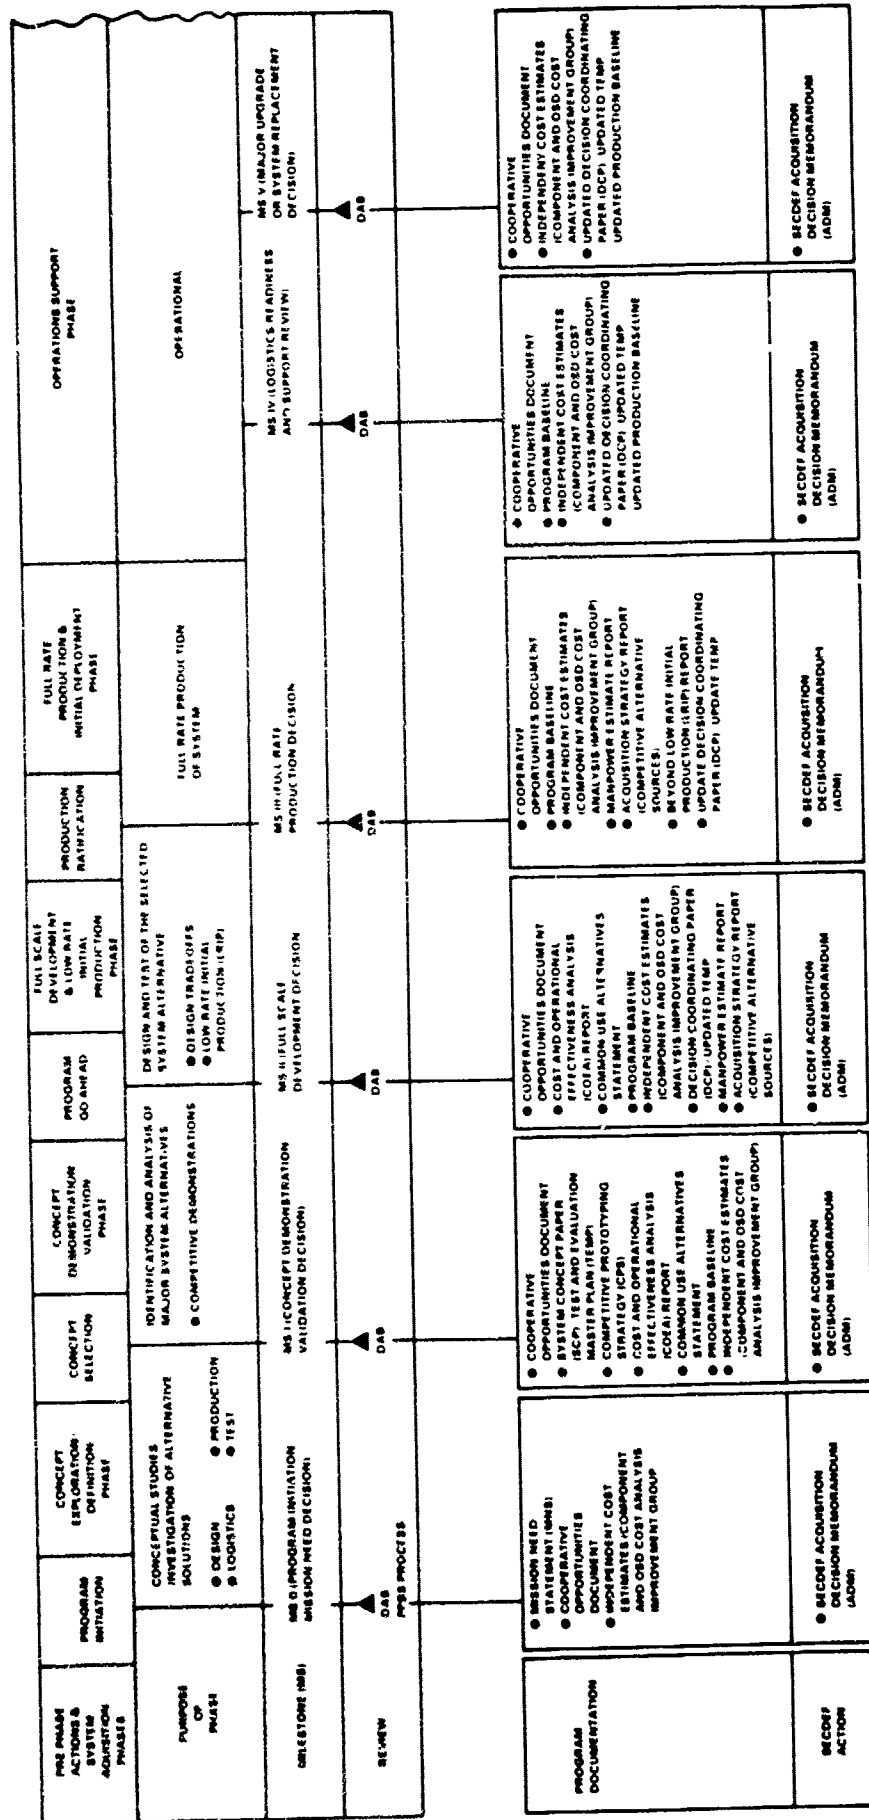 PRE PHASE
ACTIONS &
SYSTEM
AQUISITION
PHASES
PROGRAM
INITIATION
CONCEPT
EXPLORATION/
DEFINITION
PHASE
CONCEPT
SELECTION
CONCEPT
DEMONSTRATION
VALIDATION
PHASE
PROGRAM
GO AHEAD
FULL SCALE
DEVELOPMENT
& LOW RATE
INITIAL
PRODUCTION
PHASE
PRODUCTION
RATIFICATION
FULL RATE
PRODUCTION &
INITIAL DEPLOYMENT
PHASE
OPERATIONS SUPPORT
PHASE
PURPOSE
OF
PHASE
CONCEPTUAL STUDIES
INVESTIGATION OF ALTERNATIVE
SOLUTIONS
● DESIGN ● PRODUCTION
● LOGISTICS ● TEST
IDENTIFICATION AND ANALYSIS OF
MAJOR SYSTEM ALTERNATIVES
● COMPETITIVE DEMONSTRATIONS
DESIGN AND TEST OF THE SELECTED
SYSTEM ALTERNATIVE
● DESIGN TRADEOFFS
● LOW RATE INITIAL
PRODUCTION (LRIP)
FULL RATE PRODUCTION
OF SYSTEM
OPERATIONAL
MILESTONE (MS)
MS 0 (PROGRAM INITIATION
MISSION NEED DECISION)
MS I (CONCEPT DEMONSTRATION
VALIDATION DECISION)
MS II (FULL SCALE
DEVELOPMENT DECISION)
MS III (FULL RATE
PRODUCTION DECISION)
MS IV (LOGISTICS READINESS
AND SUPPORT REVIEW)
MS V (MAJOR UPGRADE
OR SYSTEM REPLACEMENT
DECISION)
REVIEW
DAB
PPBS PROCESS
DAB
DAB
DAB
DAB
DAB
PROGRAM
DOCUMENTATION
● MISSION NEED
STATEMENT (MNS)
● COOPERATIVE
OPPORTUNITIES
DOCUMENT
● INDEPENDENT COST
ESTIMATES (COMPONENT
AND OSD COST ANALYSIS
IMPROVEMENT GROUP
● COOPERATIVE
OPPORTUNITIES DOCUMENT
● SYSTEM CONCEPT PAPER
(SCP) TEST AND EVALUATION
MASTER PLAN (TEMP)
● COMPETITIVE PROTOTYPING
STRATEGY (CPS)
● COST AND OPERATIONAL
EFFECTIVENESS ANALYSIS
(COEA) REPORT
● COMMON USE ALTERNATIVES
STATEMENT
● PROGRAM BASELINE
● INDEPENDENT COST ESTIMATES
(COMPONENT AND OSD COST
ANALYSIS IMPROVEMENT GROUP)
● COOPERATIVE
OPPORTUNITIES DOCUMENT
● COST AND OPERATIONAL
EFFECTIVENESS ANALYSIS
(COEA) REPORT
● COMMON USE ALTERNATIVES
STATEMENT
● PROGRAM BASELINE
● INDEPENDENT COST ESTIMATES
(COMPONENT AND OSD COST
ANALYSIS IMPROVEMENT GROUP)
● DECISION COORDINATING PAPER
(DCP) UPDATED TEMP
● MANPOWER ESTIMATE REPORT
● ACQUISITION STRATEGY REPORT
(COMPETITIVE ALTERNATIVE
SOURCES)
● COOPERATIVE
OPPORTUNITIES DOCUMENT
● PROGRAM BASELINE
● INDEPENDENT COST ESTIMATES
(COMPONENT AND OSD COST
ANALYSIS IMPROVEMENT GROUP)
● MANPOWER ESTIMATE REPORT
● ACQUISITION STRATEGY REPORT
(COMPETITIVE ALTERNATIVE
SOURCES)
● BEYOND LOW RATE INITIAL
PRODUCTION (LRIP) REPORT
● UPDATE DECISION COORDINATING
PAPER (DCP) UPDATE TEMP
● COOPERATIVE
OPPORTUNITIES DOCUMENT
● PROGRAM BASELINE
● INDEPENDENT COST ESTIMATES
(COMPONENT AND OSD COST
ANALYSIS IMPROVEMENT GROUP)
● UPDATED DECISION COORDINATING
PAPER (DCP) UPDATED TEMP
UPDATED PRODUCTION BASELINE
● COOPERATIVE
OPPORTUNITIES DOCUMENT
● INDEPENDENT COST ESTIMATES
(COMPONENT AND OSD COST
ANALYSIS IMPROVEMENT GROUP)
● UPDATED DECISION COORDINATING
PAPER (DCP) UPDATED TEMP
UPDATED PRODUCTION BASELINE
SECDEF
ACTION
● SECDEF ACQUISITION
DECISION MEMORANDUM
(ADM)
● SECDEF ACQUISITION
DECISION MEMORANDUM
(ADM)
● SECDEF ACQUISITION
DECISION MEMORANDUM
(ADM)
● SECDEF ACQUISITION
DECISION MEMORANDUM
(ADM)
● SECDEF ACQUISITION
DECISION MEMORANDUM
(ADM)
● SECDEF ACQUISITION
DECISION MEMORANDUM
(ADM)